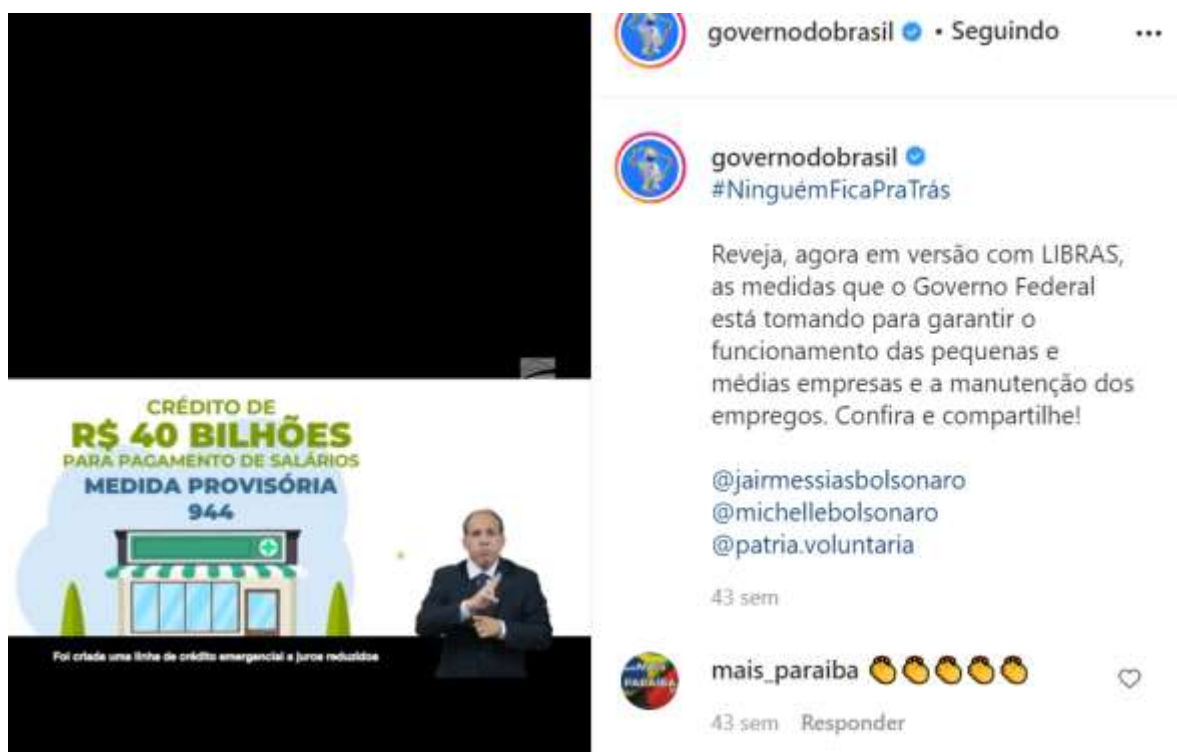 CRÉDITO DE
R$ 40 BILHÕES
PARA PAGAMENTO DE SALÁRIOS
MEDIDA PROVISÓRIA
944
Foi criada uma linha de crédito emergencial a juros reduzidos
governodobrasil • Seguindo
governodobrasil
#NinguémFicaPraTrás
Reveja, agora em versão com LIBRAS,
as medidas que o Governo Federal
está tomando para garantir o
funcionamento das pequenas e
médias empresas e a manutenção dos
empregos. Confira e compartilhe!
@jairmessiasbolsonaro
@michellebolsonaro
@patria.voluntaria
43 sem
mais_paraiba
43 sem Responder